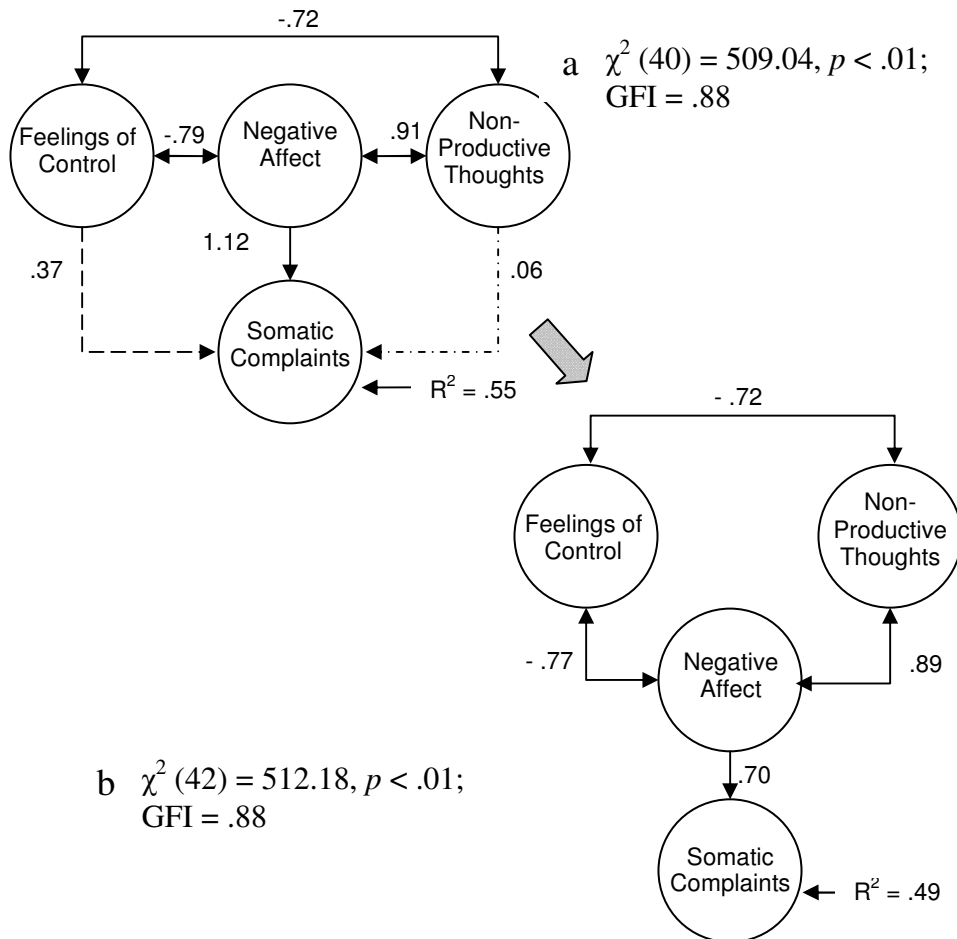 -.72
a χ² (40) = 509.04, p < .01;
GFI = .88
Feelings of
Control
-.79
Negative
Affect
.91
Non-
Productive
Thoughts
.37
1.12
.06
Somatic
Complaints
R² = .55
- .72
Feelings of
Control
Non-
Productive
Thoughts
- .77
Negative
Affect
.89
b χ² (42) = 512.18, p < .01;
GFI = .88
.70
Somatic
Complaints
R² = .49